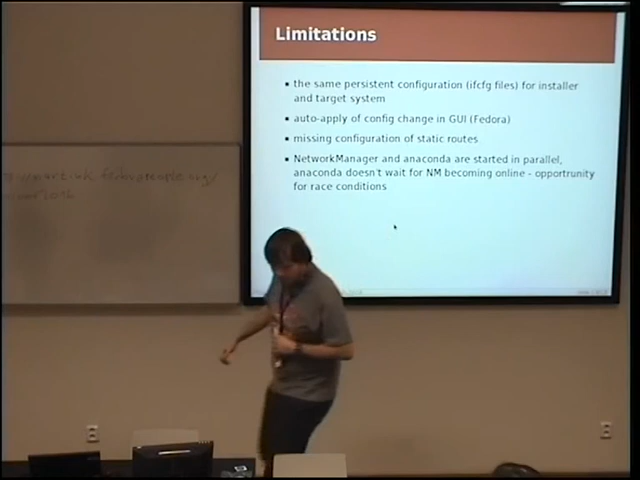 Limitations
the same persistent configuration (ifcfg files) for installer
and target system
auto-apply of config change in GUI (Fedora)
missing configuration of static routes
NetworkManager and anaconda are started in parallel,
anaconda doesn't wait for NM becoming online - opportunity
for race conditions